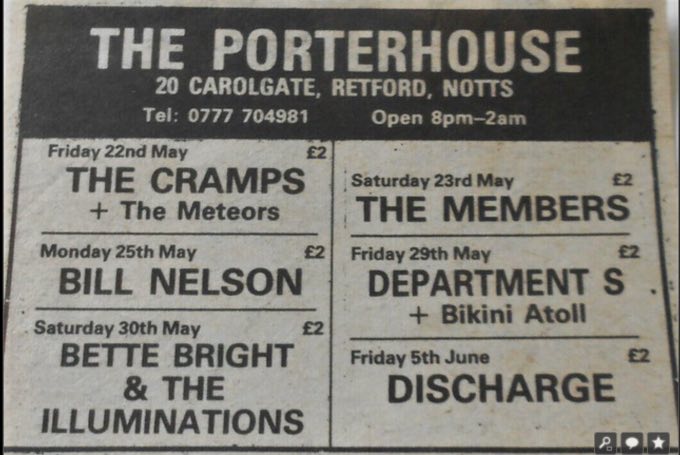 THE PORTERHOUSE
20 CAROLGATE, RETFORD, NOTTS
Tel: 0777 704981 Open 8pm–2am
Friday 22nd May £2
THE CRAMPS
+ The Meteors
Monday 25th May £2
BILL NELSON
Saturday 30th May £2
BETTE BRIGHT
& THE
ILLUMINATIONS
Saturday 23rd May £2
THE MEMBERS
Friday 29th May £2
DEPARTMENT S
+ Bikini Atoll
Friday 5th June £2
DISCHARGE